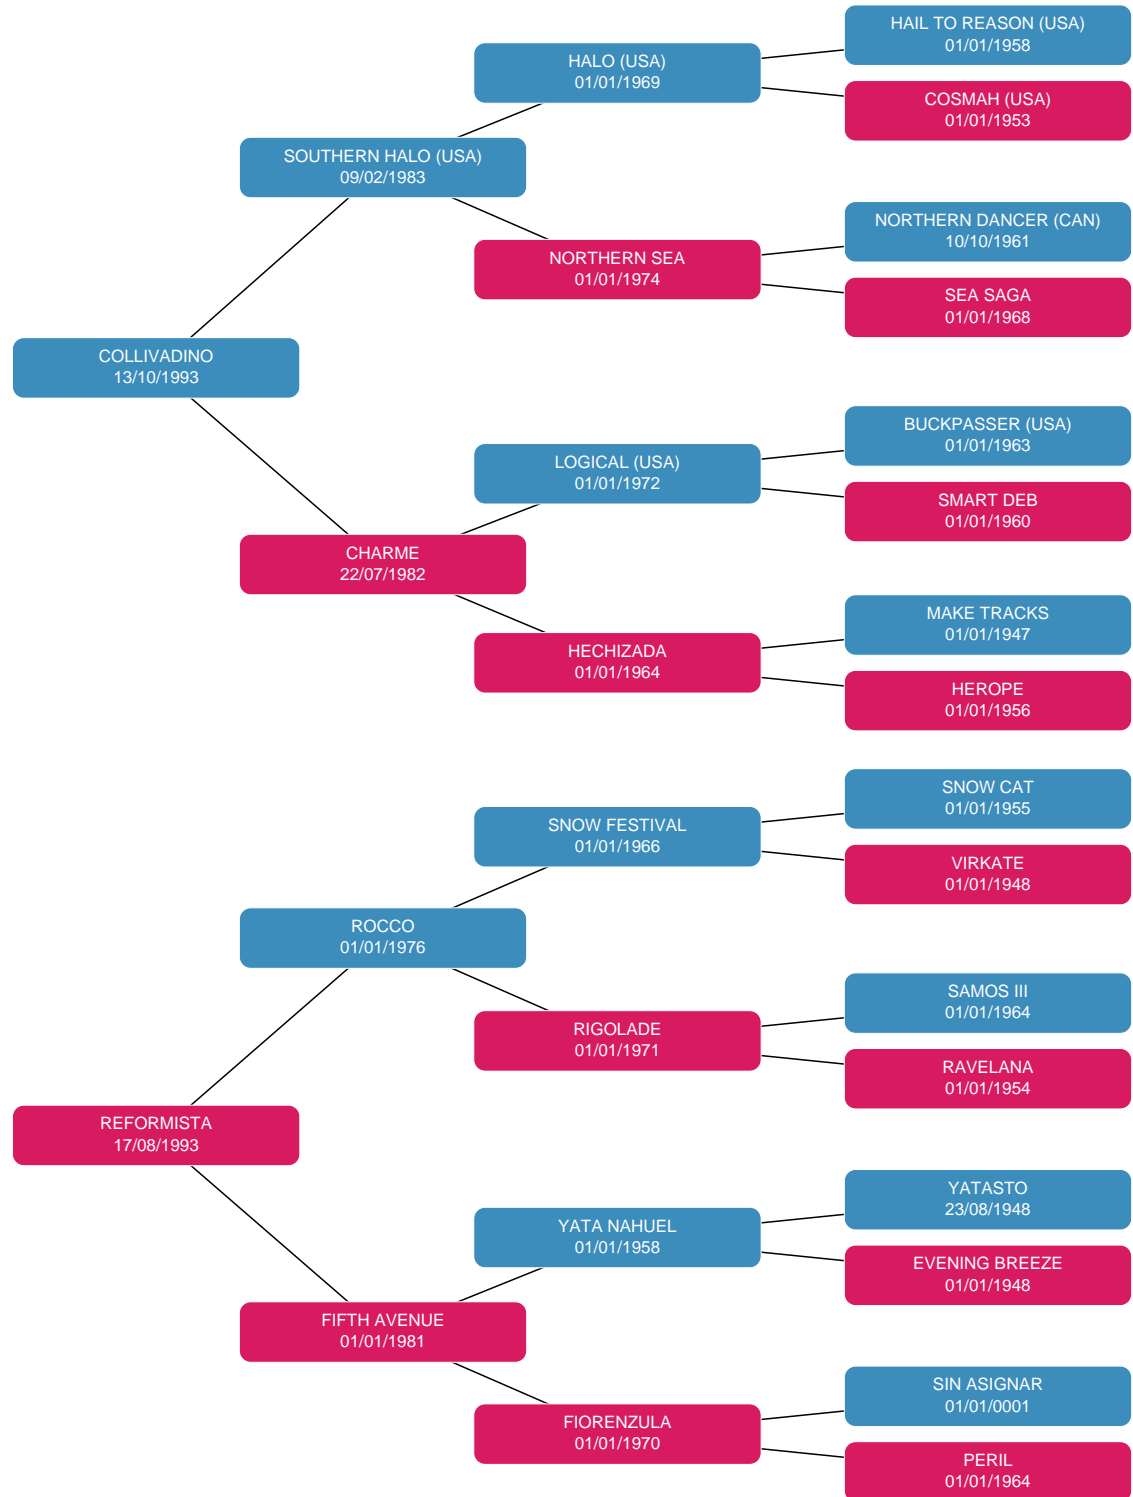 HAIL TO REASON (USA)
01/01/1958
HALO (USA)
01/01/1969
COSMAH (USA)
01/01/1953
SOUTHERN HALO (USA)
09/02/1983
NORTHERN DANCER (CAN)
10/10/1961
NORTHERN SEA
01/01/1974
SEA SAGA
01/01/1968
COLLIVADINO
13/10/1993
BUCKPASSER (USA)
01/01/1963
LOGICAL (USA)
01/01/1972
SMART DEB
01/01/1960
CHARME
22/07/1982
MAKE TRACKS
01/01/1947
HECHIZADA
01/01/1964
HEROPE
01/01/1956
SNOW CAT
01/01/1955
SNOW FESTIVAL
01/01/1966
VIRKATE
01/01/1948
ROCCO
01/01/1976
SAMOS III
01/01/1964
RIGOLADE
01/01/1971
RAVELANA
01/01/1954
REFORMISTA
17/08/1993
YATASTO
23/08/1948
YATA NAHUEL
01/01/1958
EVENING BREEZE
01/01/1948
FIFTH AVENUE
01/01/1981
SIN ASIGNAR
01/01/0001
FIORENZULA
01/01/1970
PERIL
01/01/1964